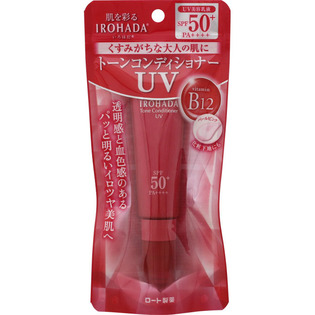 肌を彩る
IROHADA
UV美容乳液
SPF50+
PA++++
くすみがちな大人の肌に
トーンコンディショナー
UV
vitamin
B12
IROHADA
Tone Conditioner
UV
透明感と血色感のある
パッと明るいイロツヤ美肌へ
SPF
50+
PA++++
ロート製薬